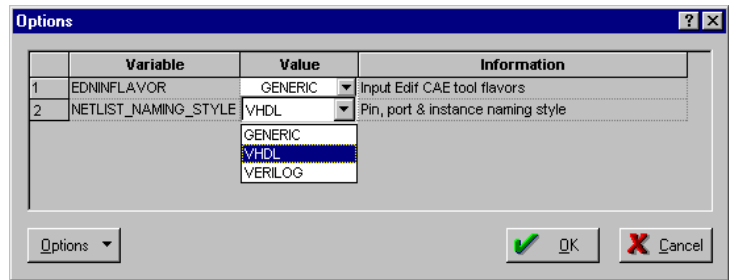 Options ? X
Variable Value Information
1 EDNINFLAVOR GENERIC Input Edif CAE tool flavors
2 NETLIST_NAMING_STYLE VHDL Pin, port & instance naming style
GENERIC
VHDL
VERILOG
Options OK Cancel